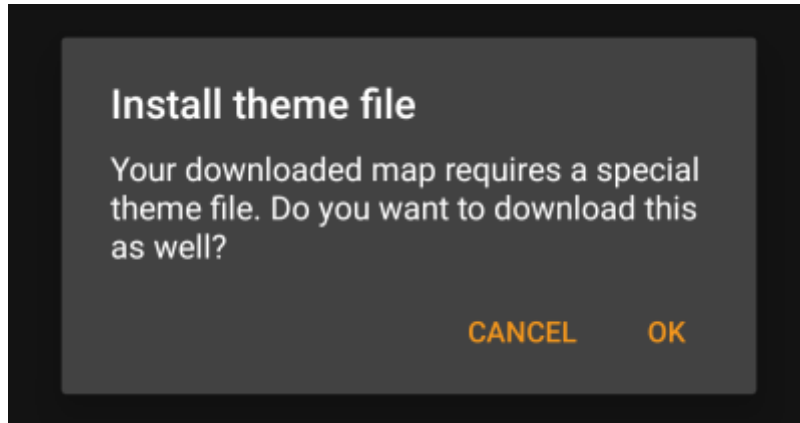 Install theme file
Your downloaded map requires a special
theme file. Do you want to download this
as well?
CANCEL OK